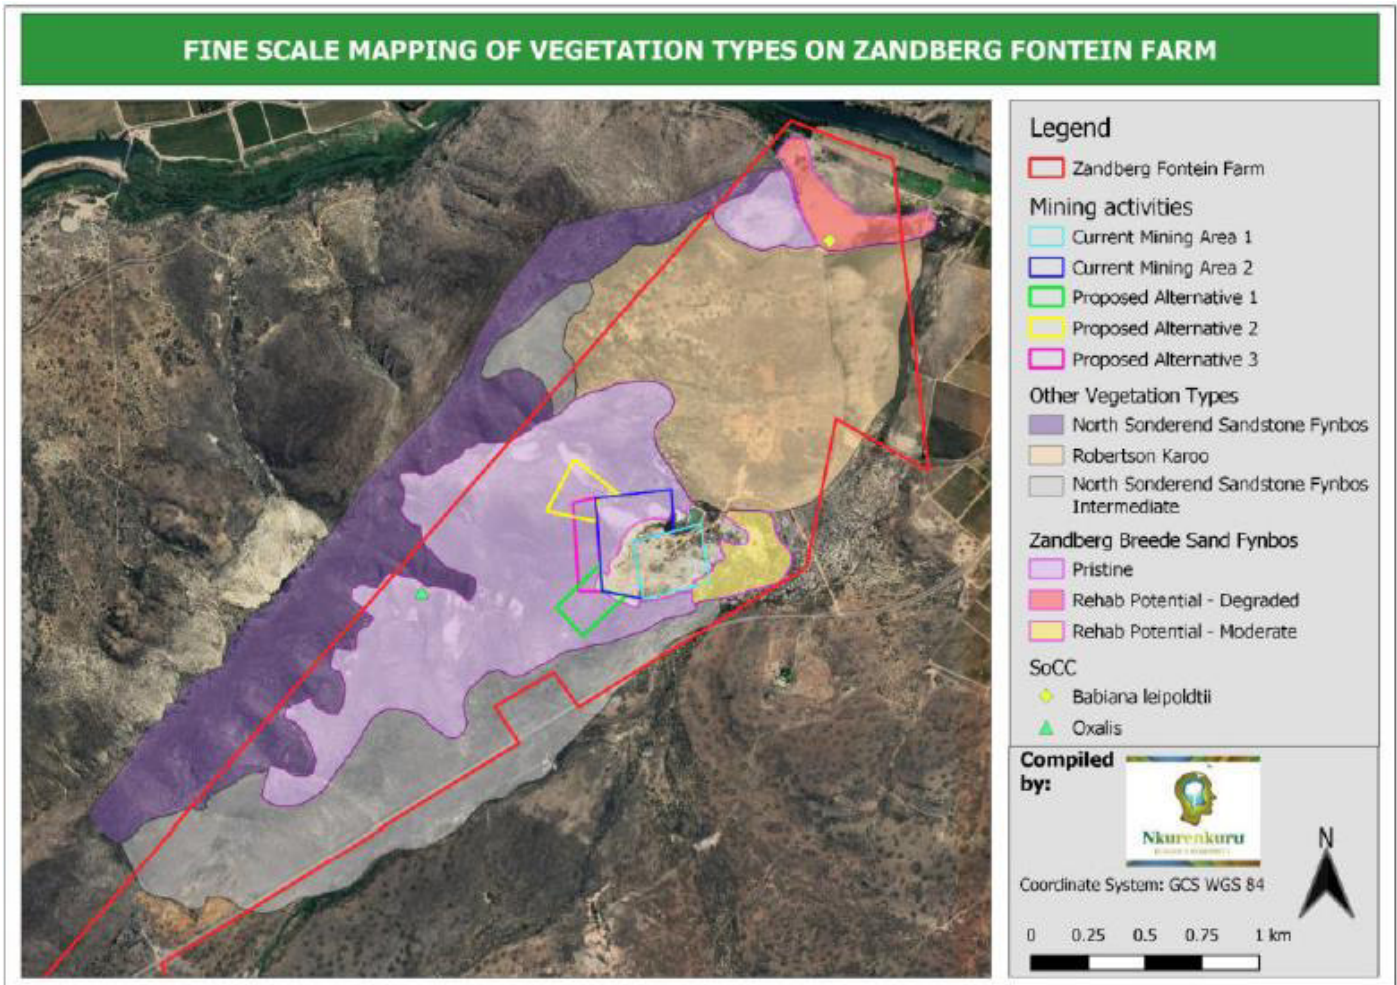 FINE SCALE MAPPING OF VEGETATION TYPES ON ZANDBERG FONTEIN FARM
Legend
Zandberg Fontein Farm
Mining activities
Current Mining Area 1
Current Mining Area 2
Proposed Alternative 1
Proposed Alternative 2
Proposed Alternative 3
Other Vegetation Types
North Sonderend Sandstone Fynbos
Robertson Karoo
North Sonderend Sandstone Fynbos
Intermediate
Zandberg Breede Sand Fynbos
Pristine
Rehab Potential - Degraded
Rehab Potential - Moderate
SoCC
Babiana leipoldtii
Oxalis
Compiled
by:
Nkurenkuru
N
Coordinate System: GCS WGS 84
0 0.25 0.5 0.75 1 km